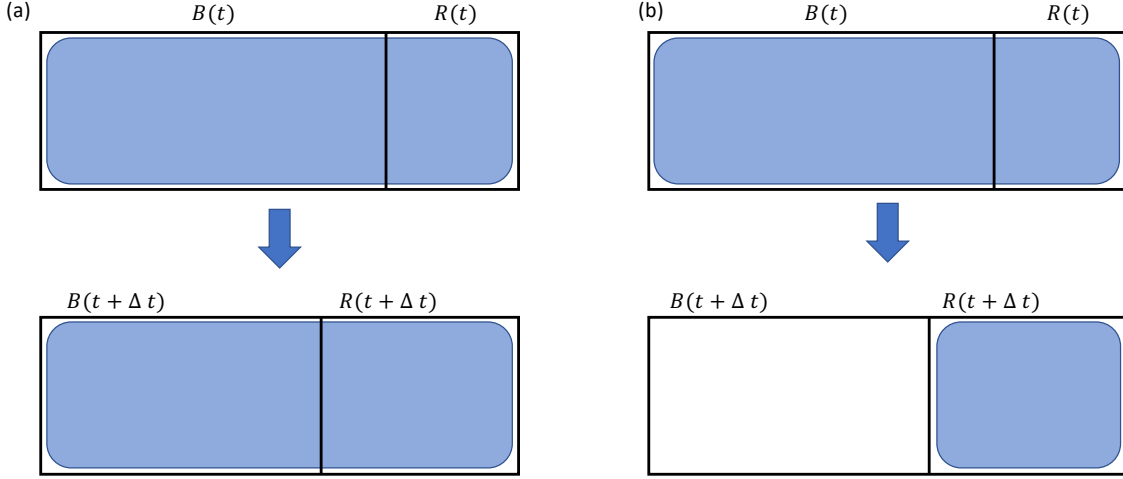 (a)
B(t) R(t)
B(t + Δ t) R(t + Δ t)
(b)
B(t) R(t)
B(t + Δ t) R(t + Δ t)